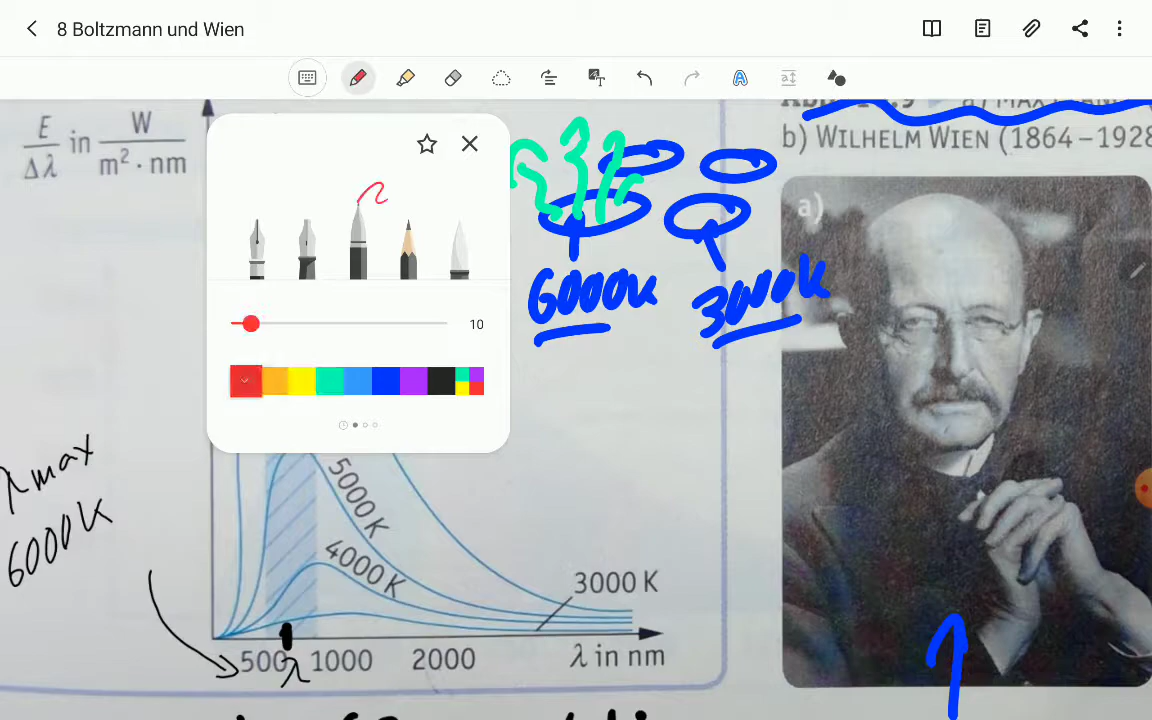 8 Boltzmann und Wien
E/Δλ in W/m² · nm
b) WILHELM WIEN (1864–1928
a)
10
6000K
3000K
λmax
6000K
5000 K
4000 K
3000 K
500 1000 2000 λ in nm
λ